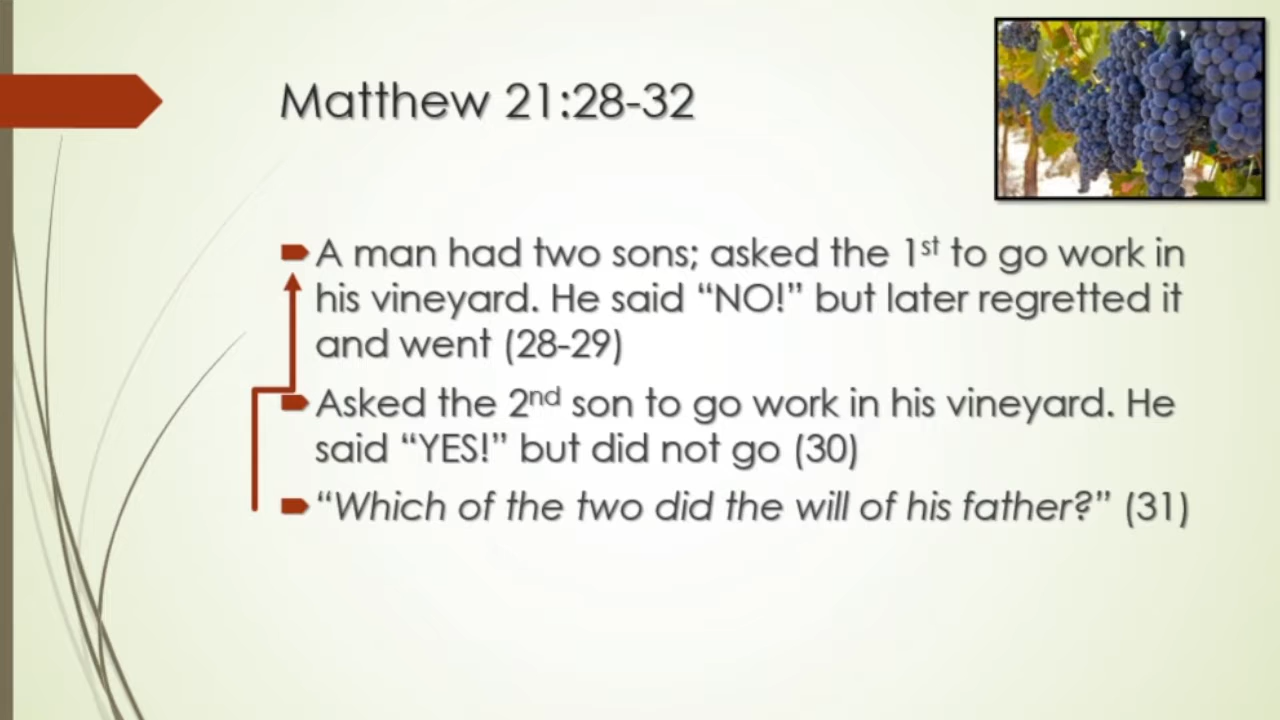 Matthew 21:28-32
A man had two sons; asked the 1st to go work in
his vineyard. He said “NO!” but later regretted it
and went (28-29)
Asked the 2nd son to go work in his vineyard. He
said “YES!” but did not go (30)
“Which of the two did the will of his father?” (31)